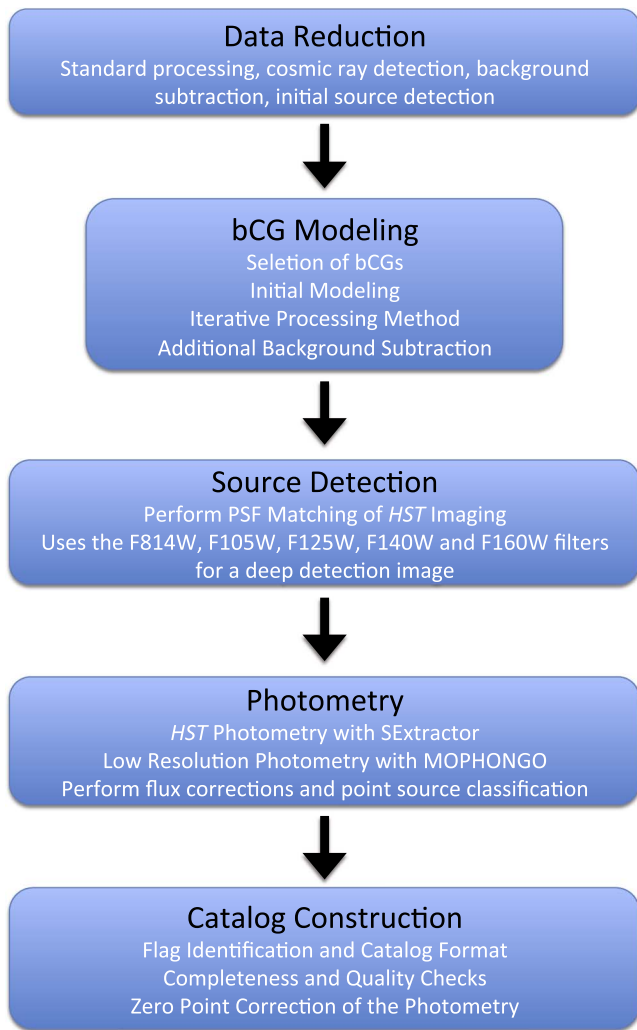 Data Reduction
Standard processing, cosmic ray detection, background
subtraction, initial source detection
bCG Modeling
Seletion of bCGs
Initial Modeling
Iterative Processing Method
Additional Background Subtraction
Source Detection
Perform PSF Matching of HST Imaging
Uses the F814W, F105W, F125W, F140W and F160W filters
for a deep detection image
Photometry
HST Photometry with SExtractor
Low Resolution Photometry with MOPHONGO
Perform flux corrections and point source classification
Catalog Construction
Flag Identification and Catalog Format
Completeness and Quality Checks
Zero Point Correction of the Photometry